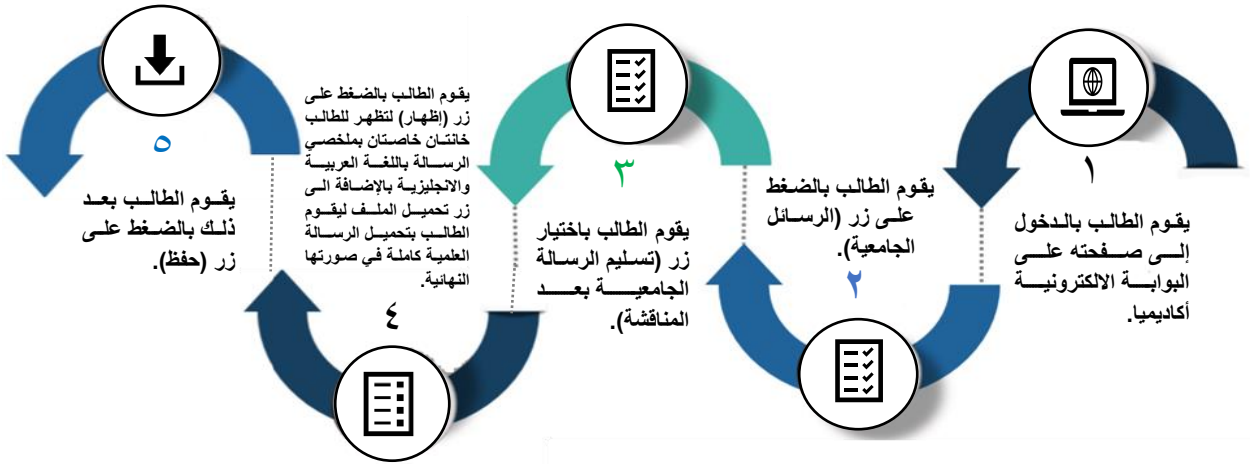 ١
يقوم الطالب بالدخول
إلى صفحته على
البوابة الالكترونية
أكاديميا.
يقوم الطالب بالضغط
على زر (الرسائل
الجامعية).
٢
٣
يقوم الطالب باختيار
زر (تسليم الرسالة
الجامعية بعد
المناقشة).
يقوم الطالب بالضغط على
زر (إظهار) لتظهر للطالب
خانتان خاصتان بملخصي
الرسالة باللغة العربية
والانجليزية بالإضافة الى
زر تحميل الملف ليقوم
الطالب بتحميل الرسالة
العلمية كاملة في صورتها
النهائية.
٤
٥
يقوم الطالب بعد
ذلك بالضغط على
زر (حفظ).